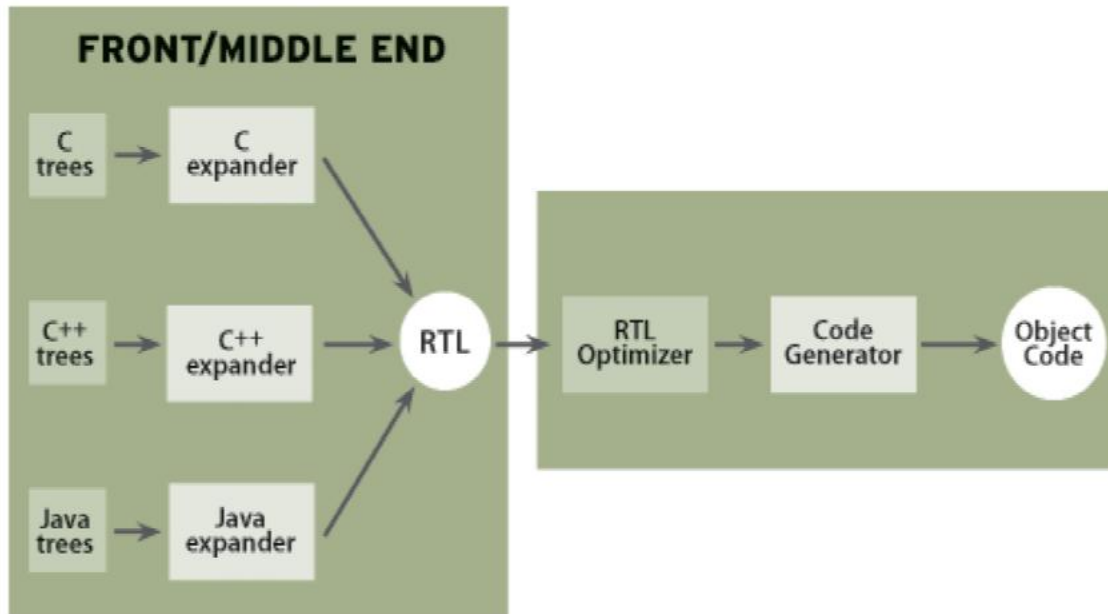 FRONT/MIDDLE END
C
trees
C
expander
C++
trees
C++
expander
Java
trees
Java
expander
RTL
RTL
Optimizer
Code
Generator
Object
Code